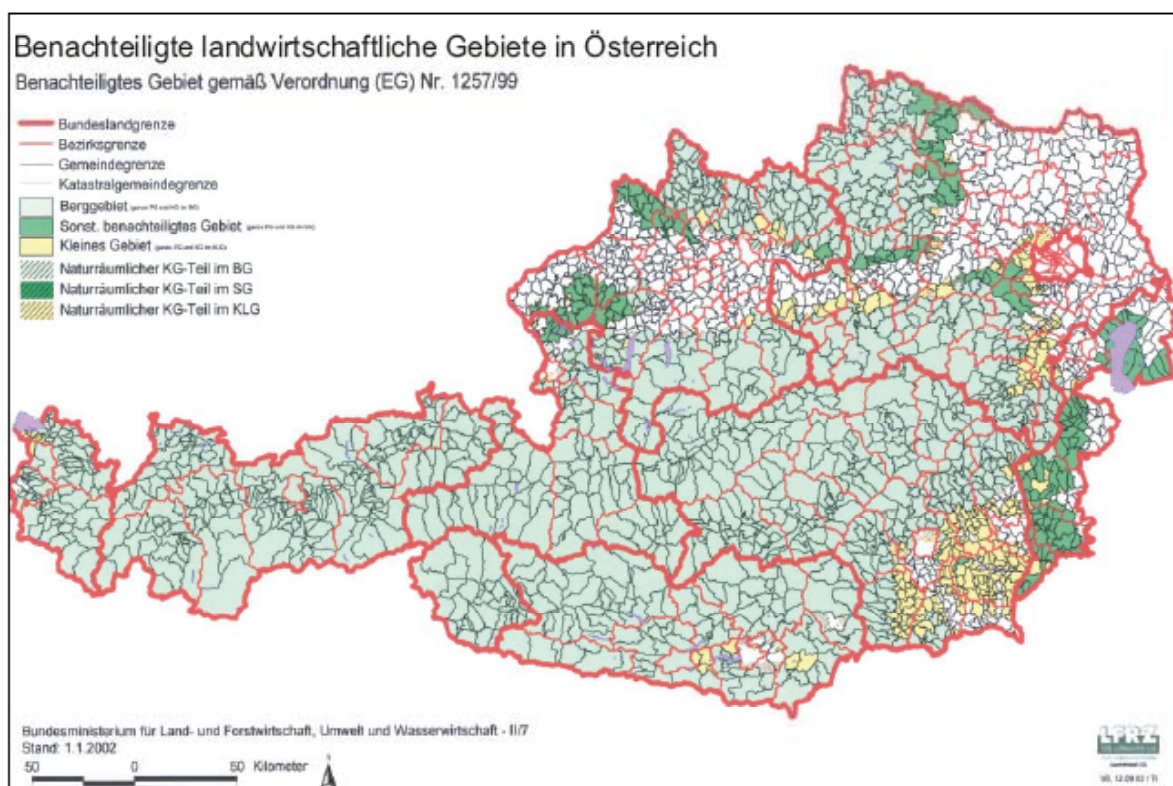 Benachteiligte landwirtschaftliche Gebiete in Österreich
Benachteiligtes Gebiet gemäß Verordnung (EG) Nr. 1257/99
Bundeslandgrenze
Bezirksgrenze
Gemeindegrenze
Katastralgemeindegrenze
Berggebiet
Sonst. benachteiligtes Gebiet
Kleines Gebiet
Naturräumlicher KG-Teil im BG
Naturräumlicher KG-Teil im SG
Naturräumlicher KG-Teil im KLG
Bundesministerium für Land- und Forstwirtschaft, Umwelt und Wasserwirtschaft - II/7
Stand: 1.1.2002
50 0 50 Kilometer
LFRZ